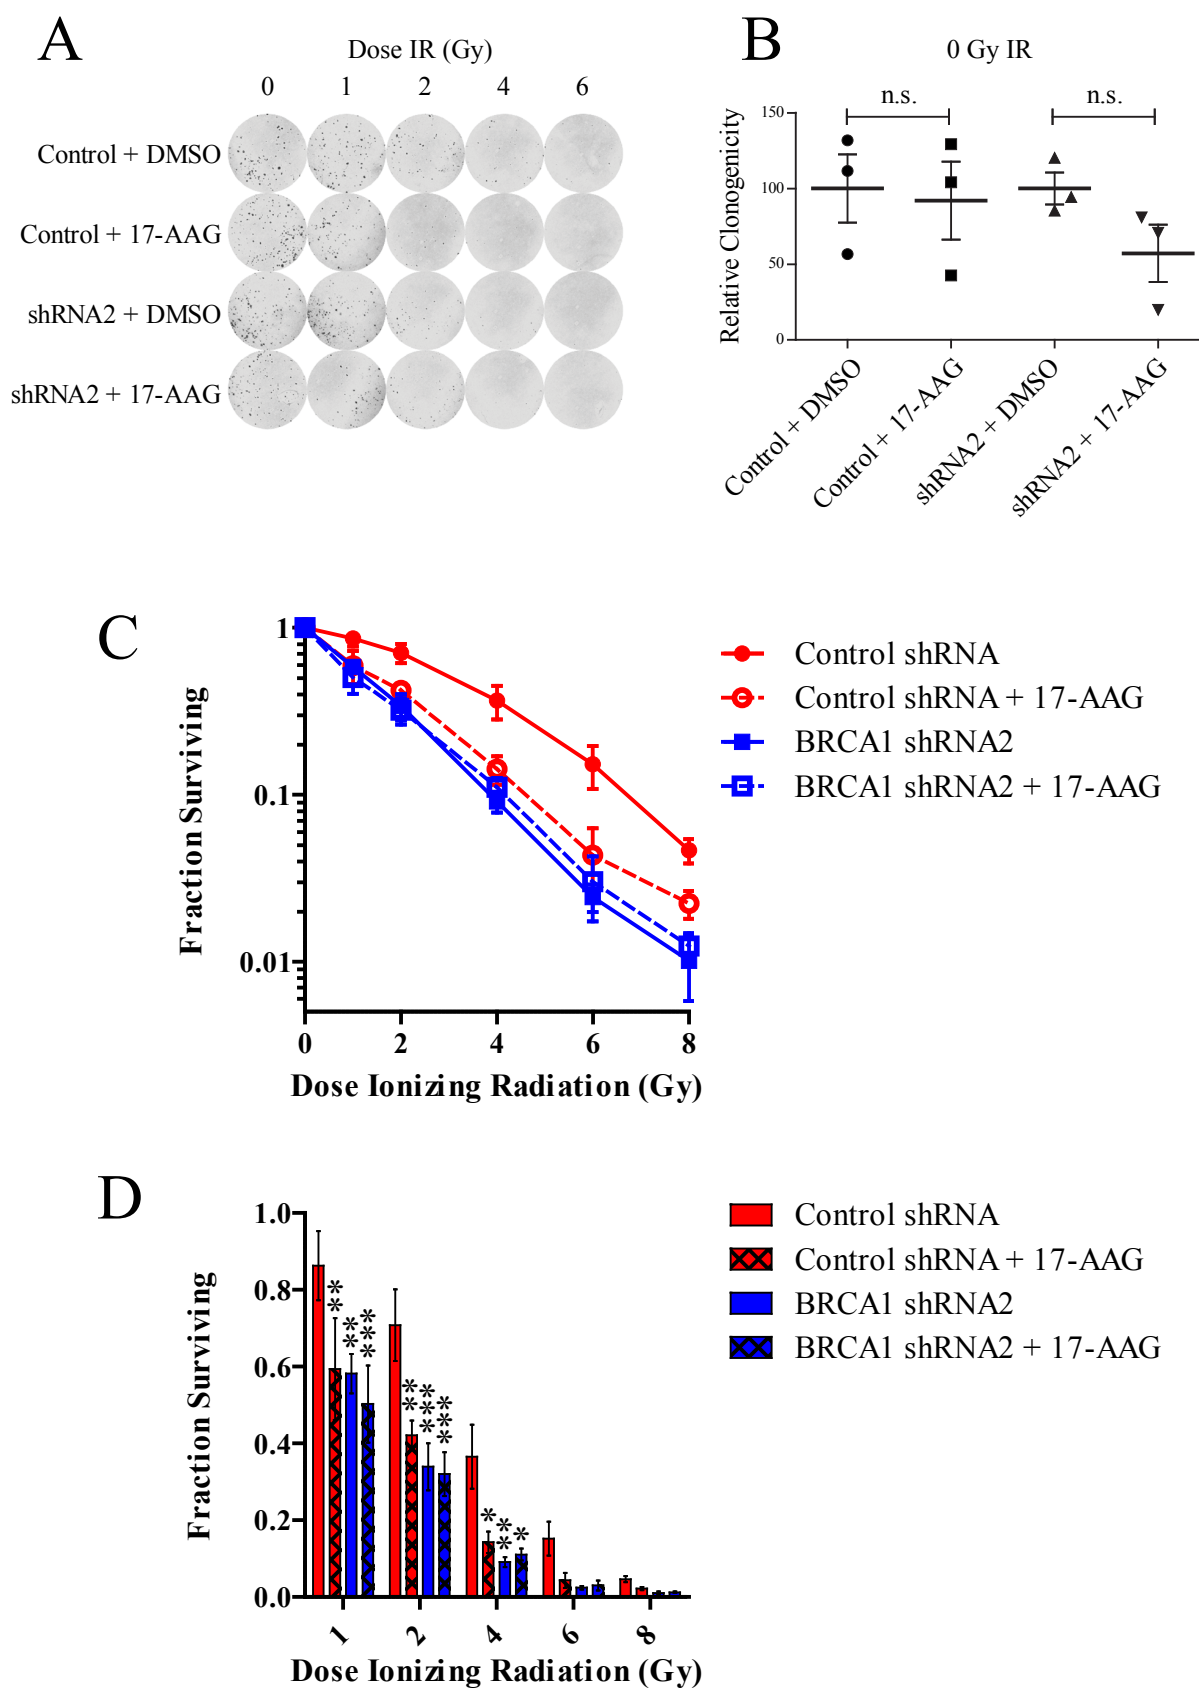 A
Dose IR (Gy)
0 1 2 4 6
Control + DMSO
Control + 17-AAG
shRNA2 + DMSO
shRNA2 + 17-AAG
B
0 Gy IR
n.s. n.s.
Relative Clonogenicity
150
100
50
0
Control + DMSO
Control + 17-AAG
shRNA2 + DMSO
shRNA2 + 17-AAG
C
Fraction Surviving
1
0.1
0.01
0 2 4 6 8
Dose Ionizing Radiation (Gy)
Control shRNA
Control shRNA + 17-AAG
BRCA1 shRNA2
BRCA1 shRNA2 + 17-AAG
D
Fraction Surviving
1.0
0.8
0.6
0.4
0.2
0.0
** ** ***
** *** ***
* ** *
1 2 4 6 8
Dose Ionizing Radiation (Gy)
Control shRNA
Control shRNA + 17-AAG
BRCA1 shRNA2
BRCA1 shRNA2 + 17-AAG